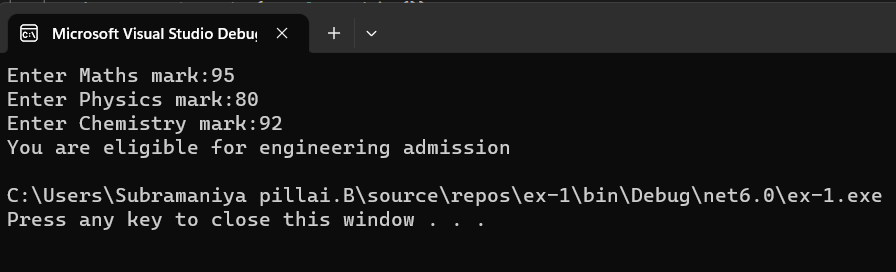 Microsoft Visual Studio Debu
Enter Maths mark:95
Enter Physics mark:80
Enter Chemistry mark:92
You are eligible for engineering admission
C:\Users\Subramaniya pillai.B\source\repos\ex-1\bin\Debug\net6.0\ex-1.exe
Press any key to close this window . . .